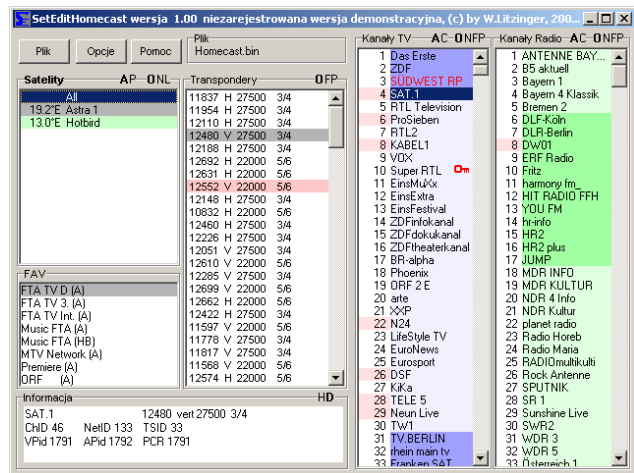 SetEditHomecast wersja 1.00 niezarejestrowana wersja demonstracyjna, (c) by W.Litzinger, 200...
Plik
Opcje
Pomoc
Plik
Homecast.bin
Satelity AP ONL
All
19.2°E Astra 1
13.0°E Hotbird
Transpondery OFP
11837 H 27500 3/4
11954 H 27500 3/4
12110 H 27500 3/4
12480 V 27500 3/4
12188 H 27500 3/4
12692 H 22000 5/6
12631 H 22000 5/6
12552 V 22000 5/6
12148 H 27500 3/4
10832 H 22000 5/6
12460 H 27500 3/4
12226 H 27500 3/4
12051 V 27500 3/4
12610 V 22000 5/6
12285 V 27500 3/4
12699 V 22000 5/6
12662 H 22000 5/6
12422 H 27500 3/4
11597 V 22000 5/6
11778 V 27500 3/4
11817 V 27500 3/4
11568 V 22000 5/6
12574 H 22000 5/6
FAV
FTA TV D (A)
FTA TV 3. (A)
FTA TV Int. (A)
Music FTA (A)
Music FTA (HB)
MTV Network (A)
Premiere (A)
ORF (A)
Informacja HD
SAT.1 12480 vert 27500 3/4
ChID 46 NetID 133 TSID 33
VPid 1791 APid 1792 PCR 1791
Kanały TV AC ONFP
1 Das Erste
2 ZDF
3 SÜDWEST RP
4 SAT.1
5 RTL Television
6 ProSieben
7 RTL2
8 KABEL1
9 VOX
10 Super RTL
11 EinsMuXx
12 EinsExtra
13 EinsFestival
14 ZDFinfokanal
15 ZDFdokukanal
16 ZDFtheaterkanal
17 BR-alpha
18 Phoenix
19 ORF 2 E
20 arte
21 XXP
22 N24
23 LifeStyle TV
24 EuroNews
25 Eurosport
26 DSF
27 KiKa
28 TELE 5
29 Neun Live
30 TW1
31 TV.BERLIN
32 rhein main tv
33 Franken SAT
Kanały Radio AC ONFP
1 ANTENNE BAY...
2 B5 aktuell
3 Bayern 1
4 Bayern 4 Klassik
5 Bremen 2
6 DLF-Köln
7 DLR-Berlin
8 DW01
9 ERF Radio
10 Fritz
11 harmony fm_
12 HIT RADIO FFH
13 YOU FM
14 hr-info
15 HR2
16 HR2 plus
17 JUMP
18 MDR INFO
19 MDR KULTUR
20 NDR 4 Info
21 NDR Kultur
22 planet radio
23 Radio Horeb
24 Radio Maria
25 RADIOmultikulti
26 Rock Antenne
27 SPUTNIK
28 SR 1
29 Sunshine Live
30 SWR2
31 WDR 3
32 WDR 5
33 Österreich 1